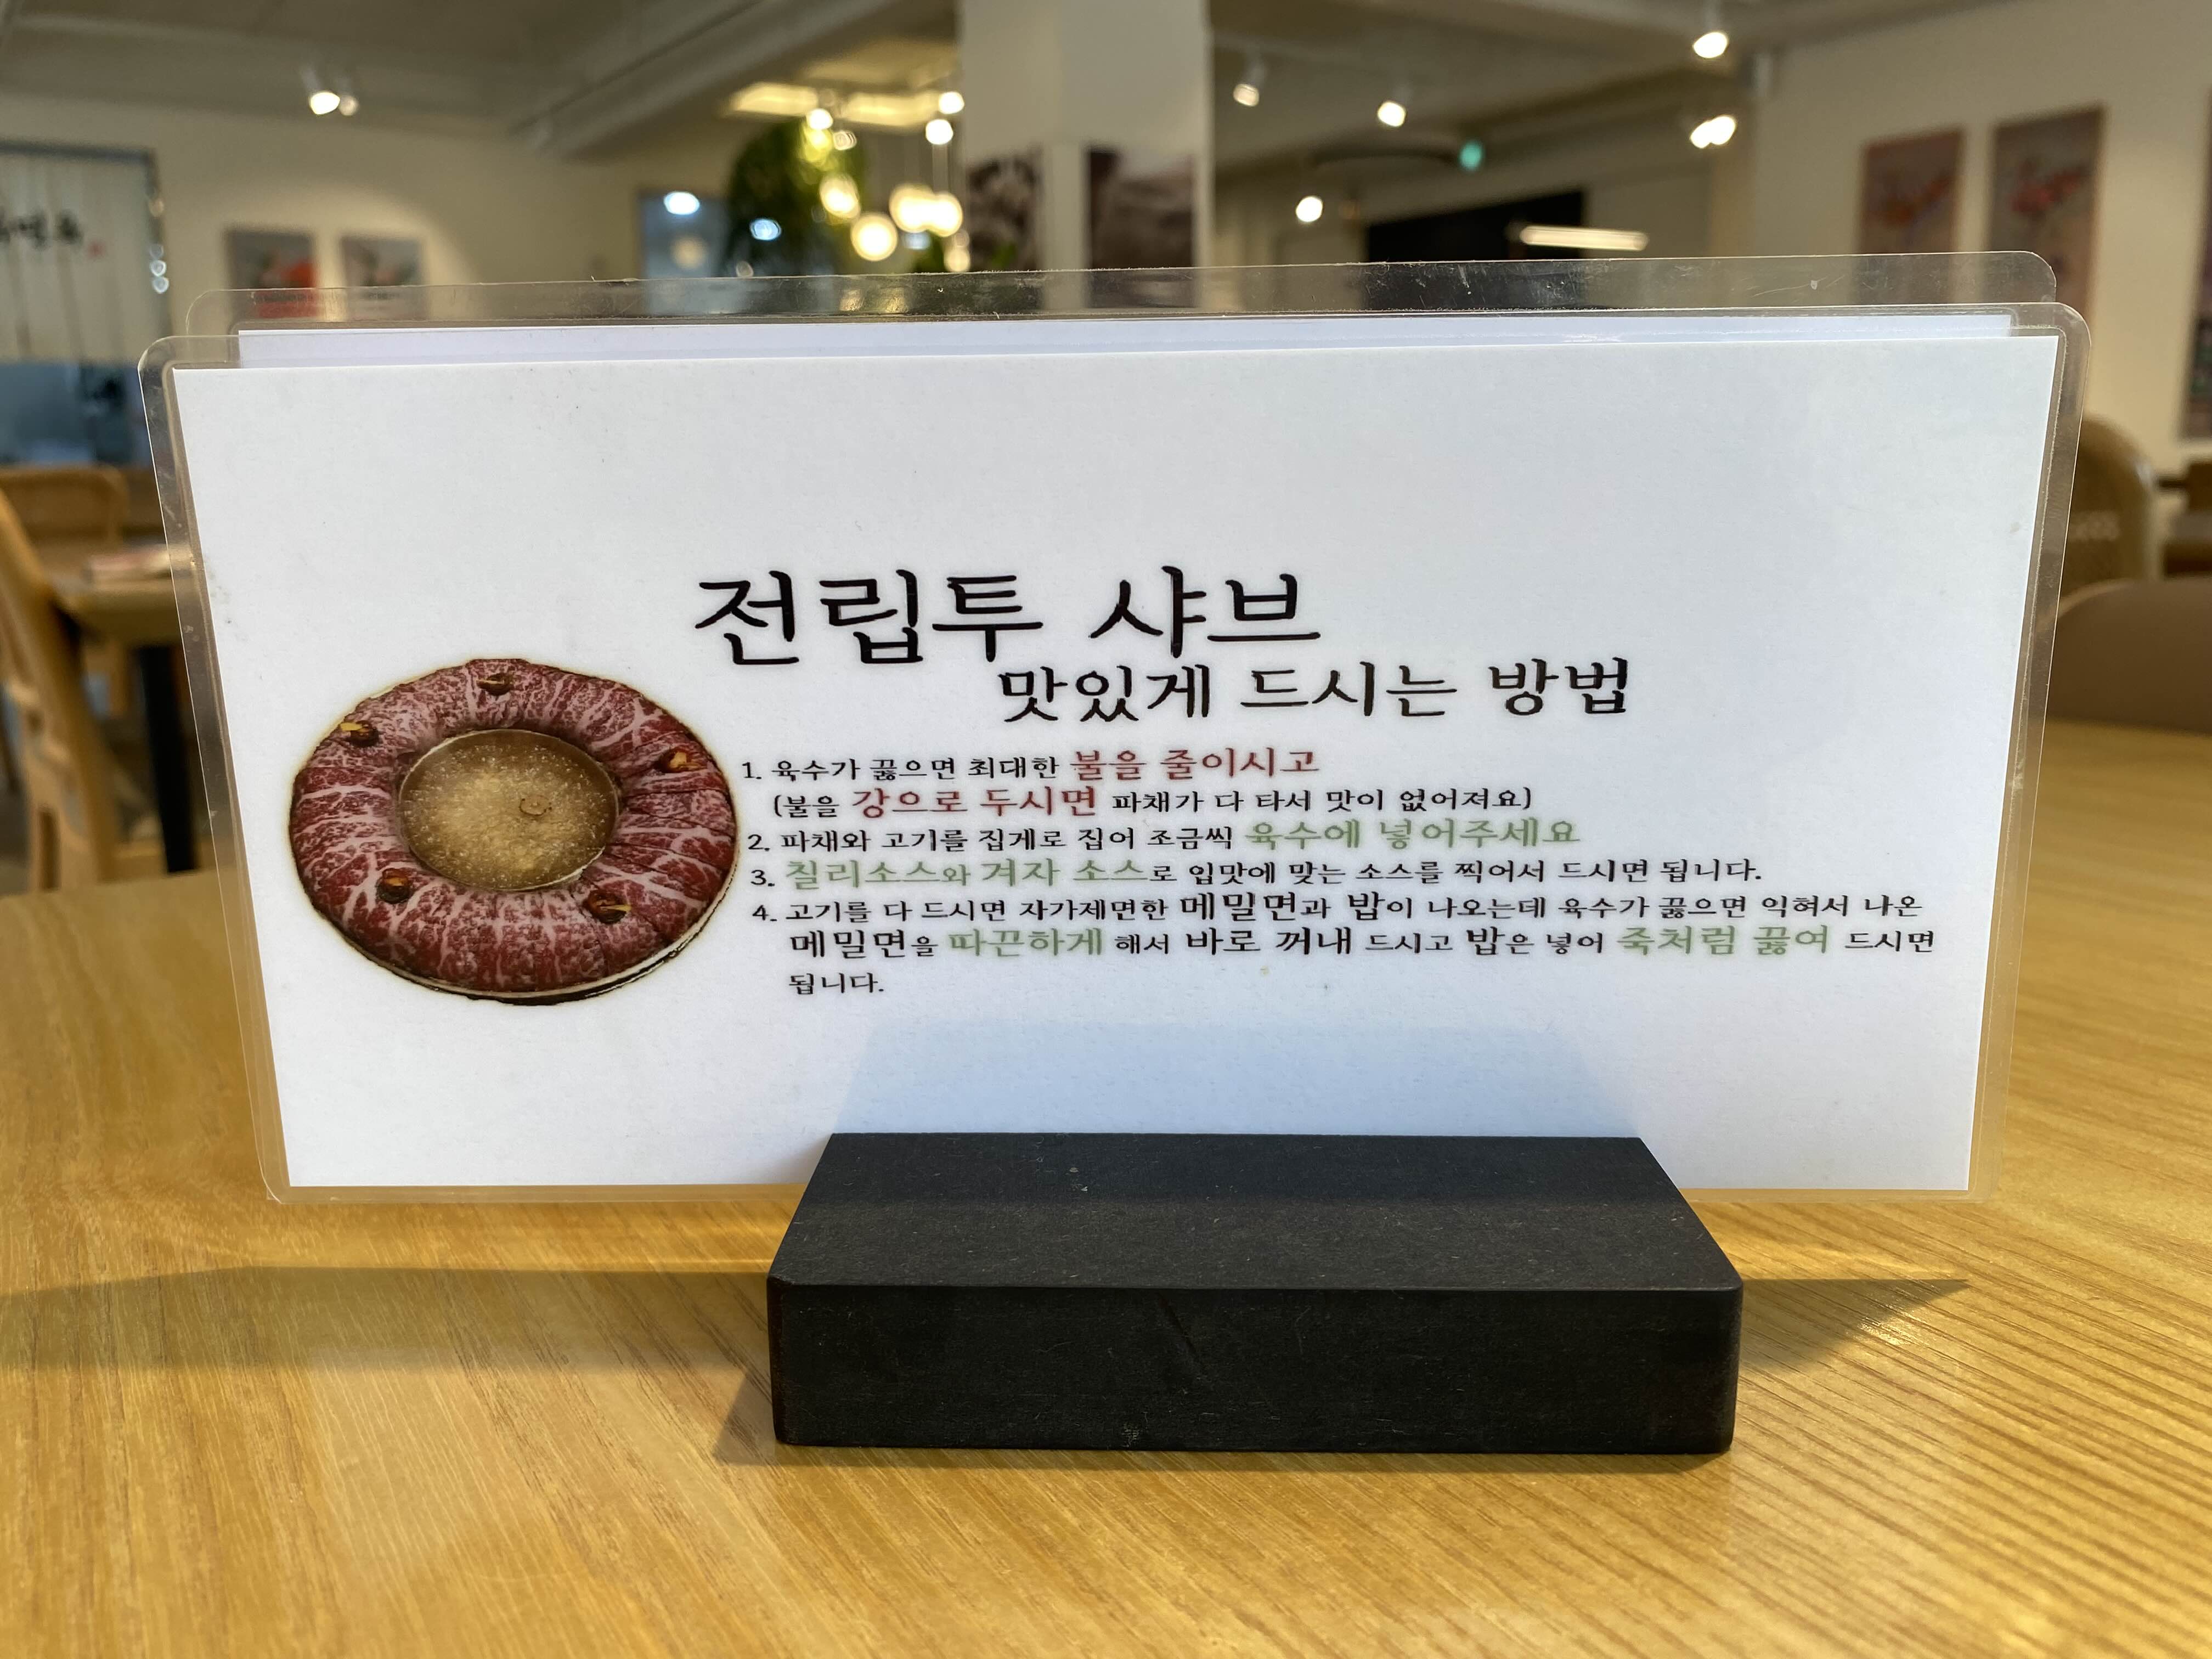 전립투 샤브
맛있게 드시는 방법
1. 육수가 끓으면 최대한 불을 줄이시고
(불을 강으로 두시면 파채가 다 타서 맛이 없어져요)
2. 파채와 고기를 집게로 집어 조금씩 육수에 넣어주세요
3. 칠리소스와 겨자 소스로 입맛에 맞는 소스를 찍어서 드시면 됩니다.
4. 고기를 다 드시면 자가제면한 메밀면과 밥이 나오는데 육수가 끓으면 익혀서 나온
메밀면을 따끈하게 해서 바로 꺼내 드시고 밥은 넣어 죽처럼 끓여 드시면
됩니다.